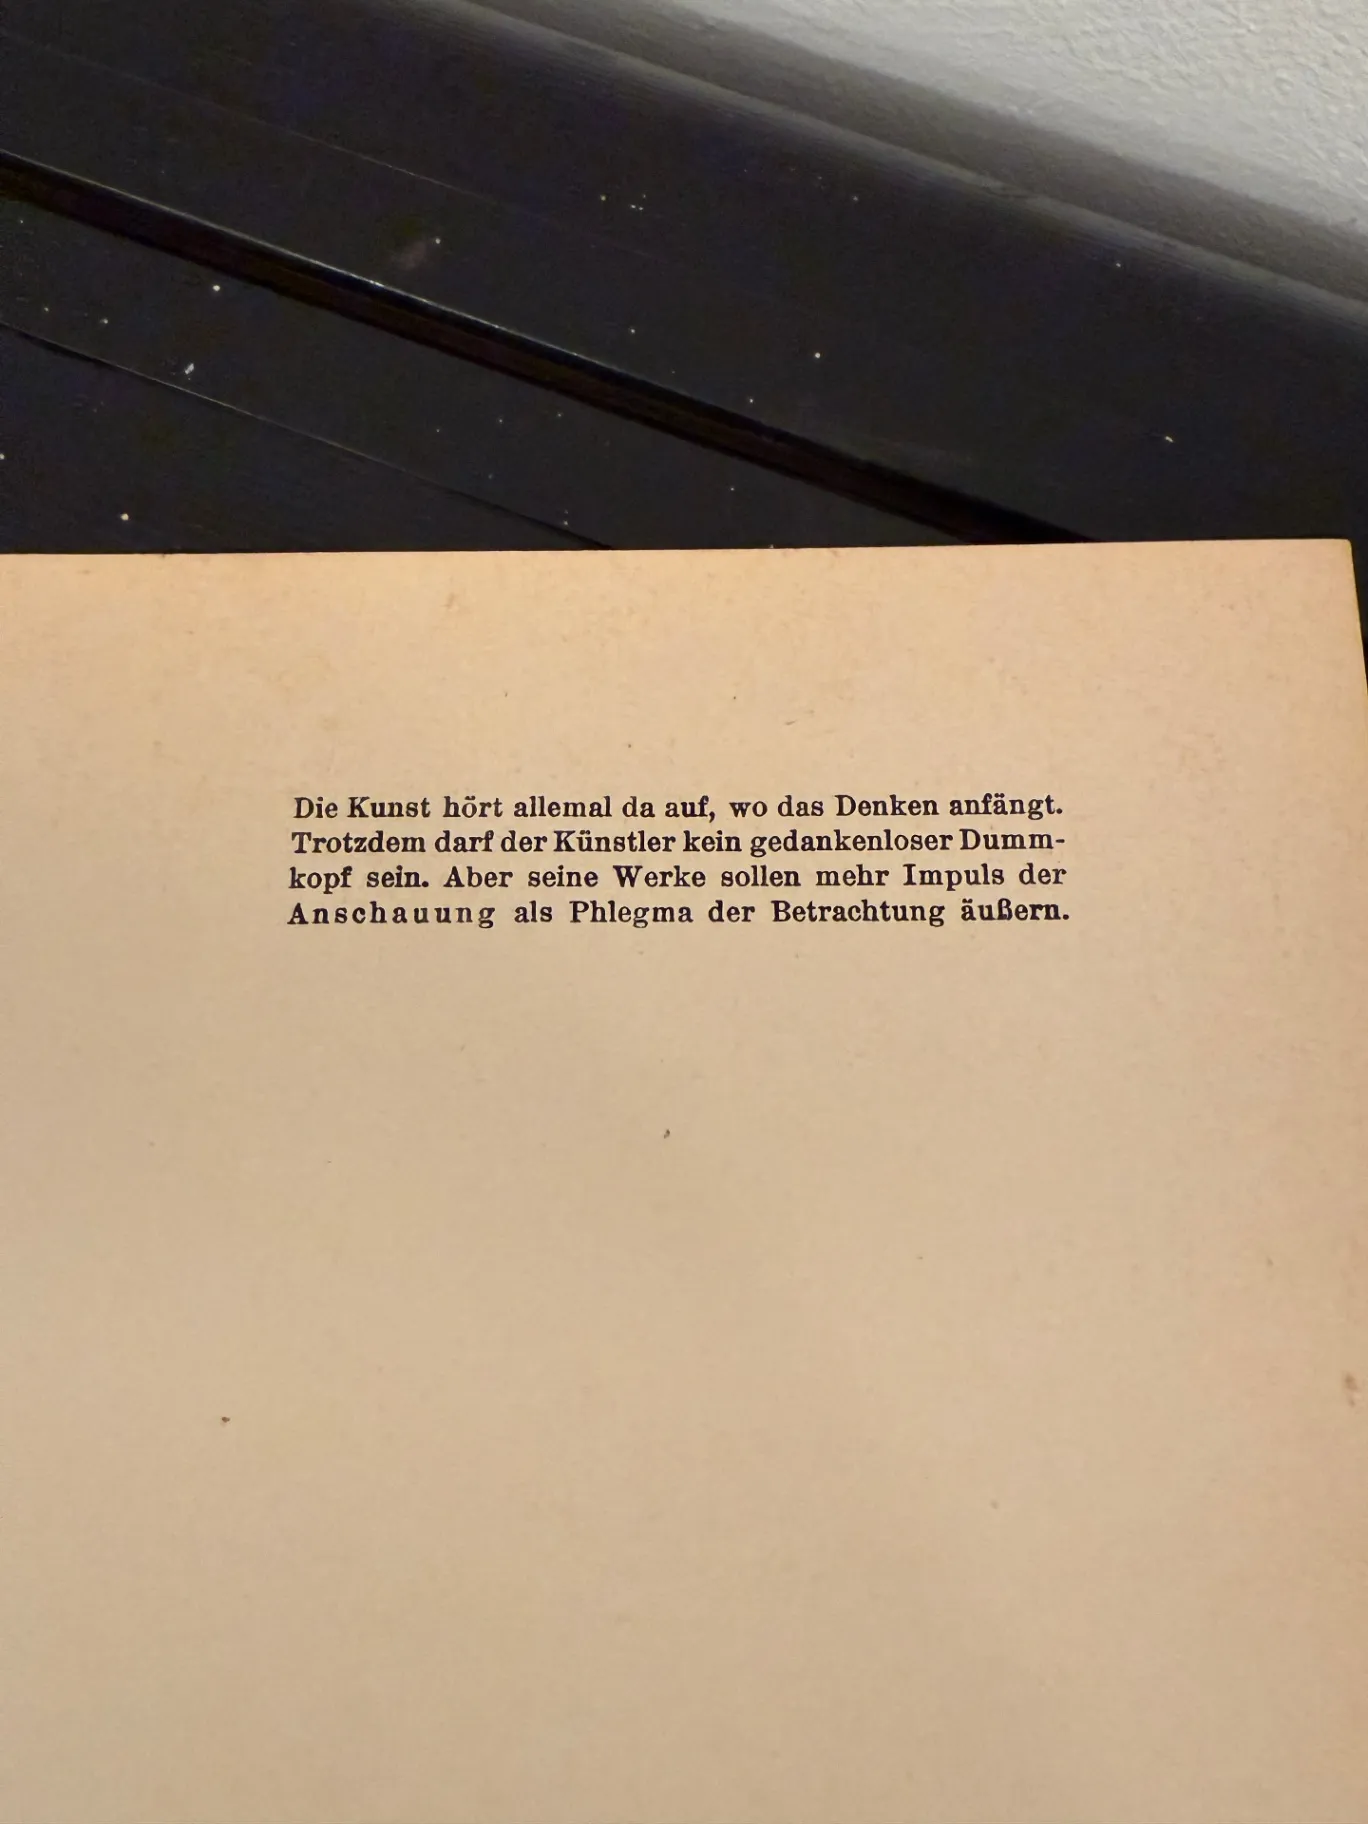 Die Kunst hört allemal da auf, wo das Denken anfängt.
Trotzdem darf der Künstler kein gedankenloser Dumm-
kopf sein. Aber seine Werke sollen mehr Impuls der
Anschauung als Phlegma der Betrachtung äußern.